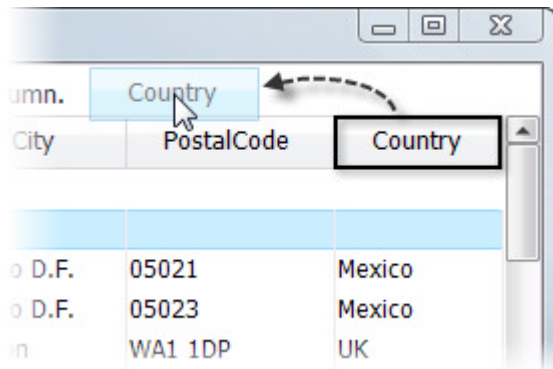 umn. Country
City PostalCode Country
o D.F. 05021 Mexico
o D.F. 05023 Mexico
n WA1 1DP UK